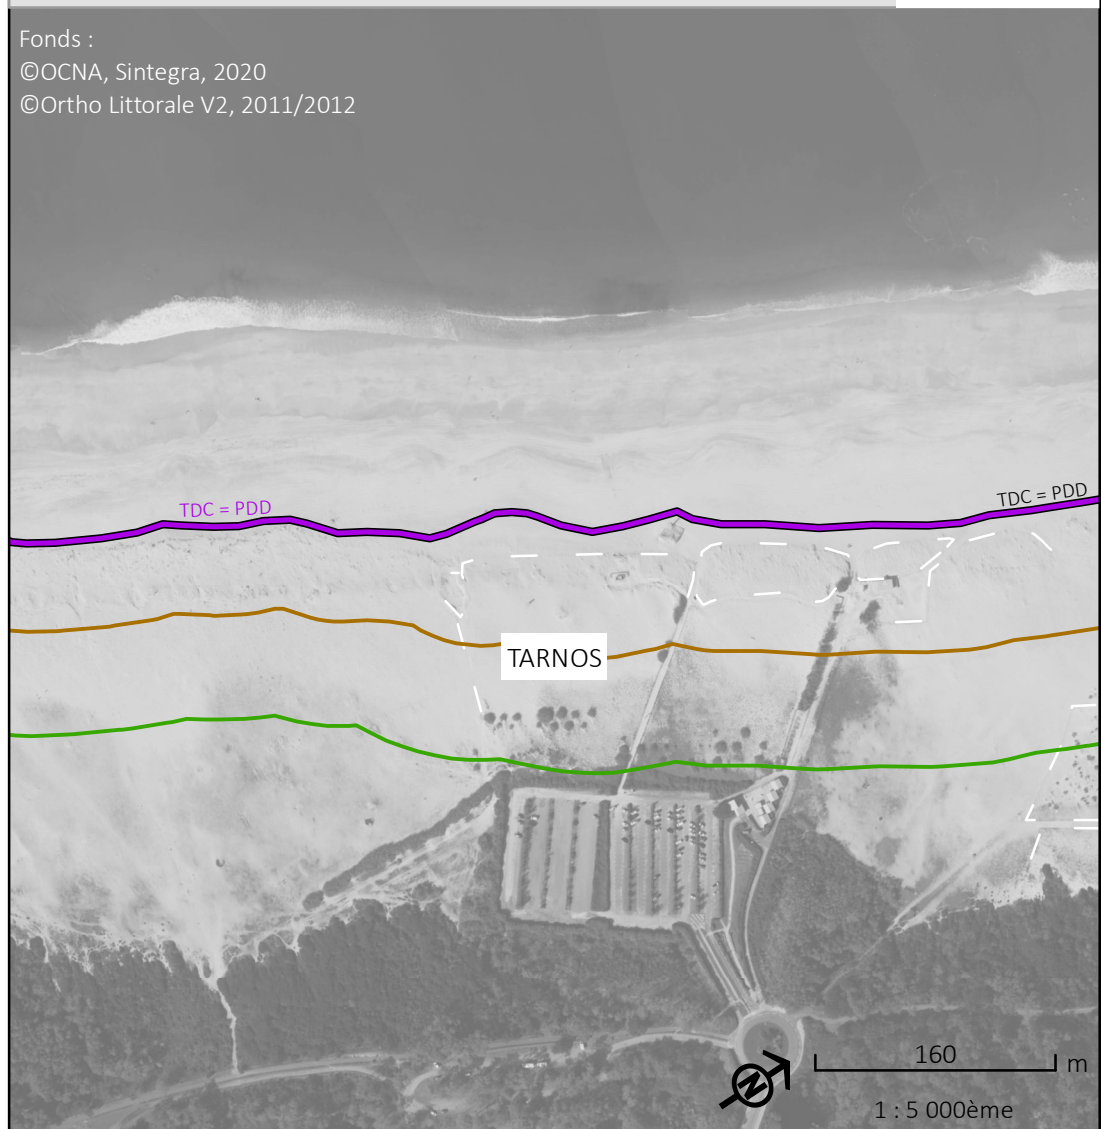 Fonds :
©OCNA, Sintegra, 2020
©Ortho Littorale V2, 2011/2012
TDC = PDD
TDC = PDD
TARNOS
160
m
N
1 : 5 000ème